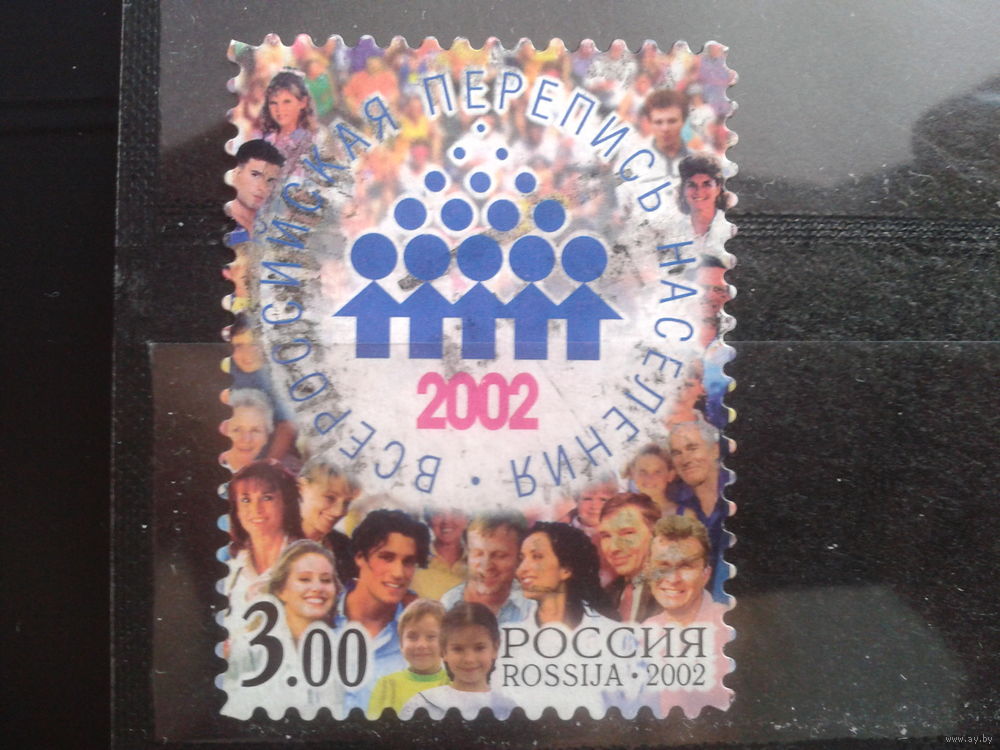 ВСЕРОССИЙСКАЯ ПЕРЕПИСЬ НАСЕЛЕНИЯ •
2002
3.00
РОССИЯ
ROSSIJA • 2002
www.ay.by